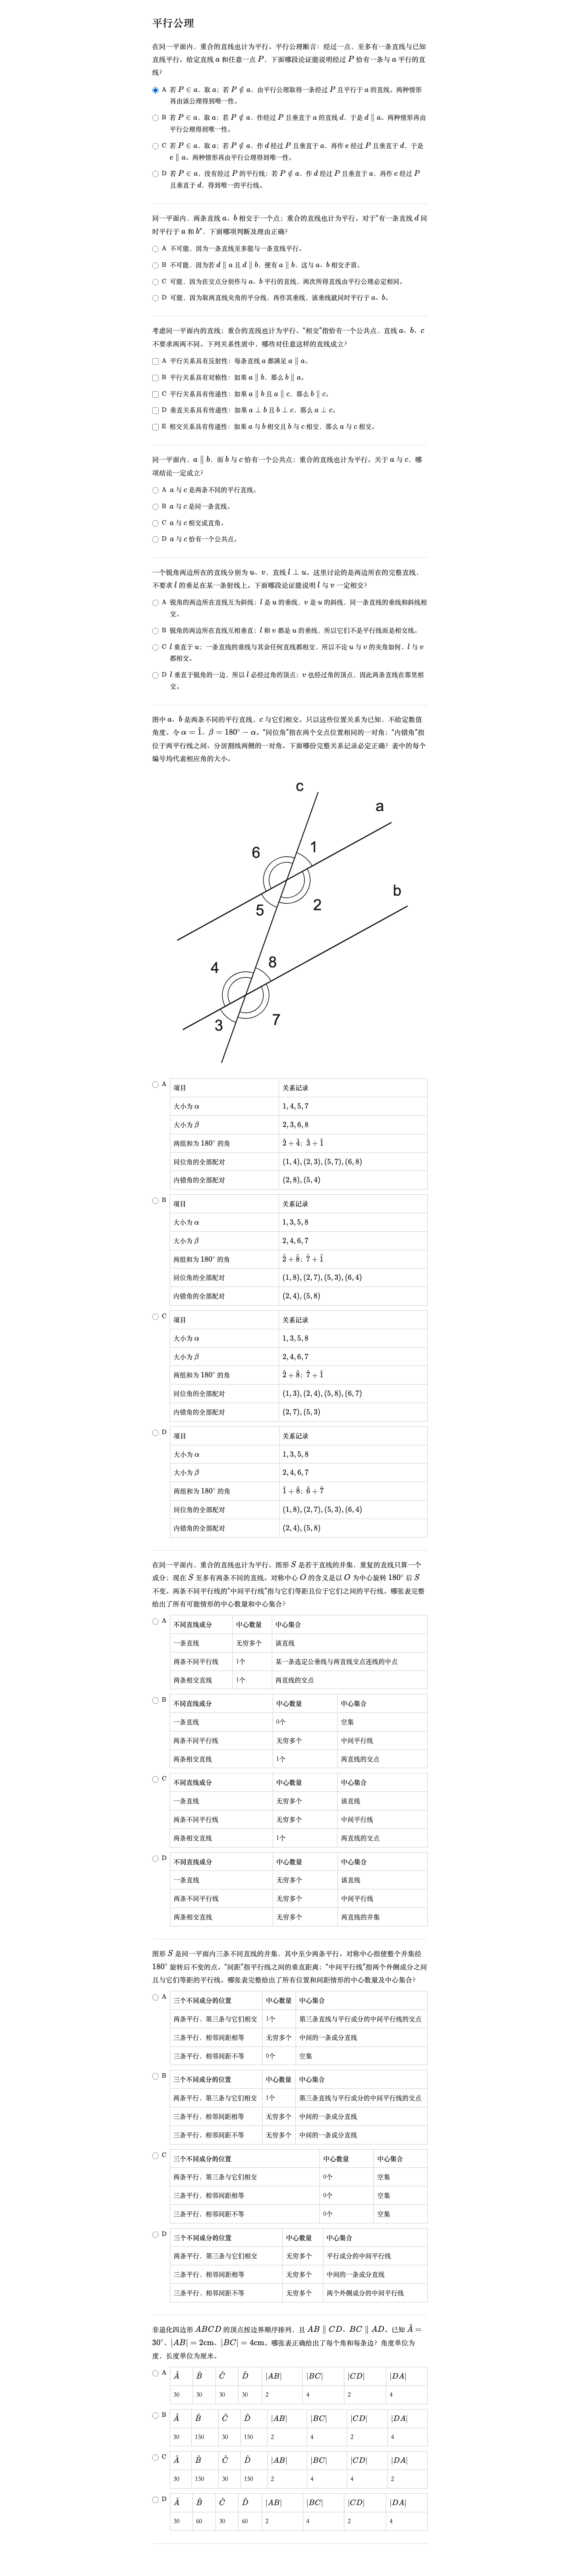 平行公理
在同一平面内，重合的直线也计为平行。平行公理断言：经过一点，至多有一条直线与已知
直线平行。给定直线 a 和任意一点 P，下面哪段论证能说明经过 P 恰有一条与 a 平行的直
线？
A 若 P ∈ a，取 a；若 P ∉ a，由平行公理取得一条经过 P 且平行于 a 的直线。两种情形
再由该公理得到唯一性。
B 若 P ∈ a，取 a；若 P ∉ a，作经过 P 且垂直于 a 的直线 d，于是 d ∥ a。两种情形再由
平行公理得到唯一性。
C 若 P ∈ a，取 a；若 P ∉ a，作 d 经过 P 且垂直于 a，再作 e 经过 P 且垂直于 d，于是
e ∥ a。两种情形再由平行公理得到唯一性。
D 若 P ∈ a，没有经过 P 的平行线；若 P ∉ a，作 d 经过 P 且垂直于 a，再作 e 经过 P
且垂直于 d，得到唯一的平行线。
同一平面内，两条直线 a、b 相交于一个点；重合的直线也计为平行。对于“有一条直线 d 同
时平行于 a 和 b”，下面哪项判断及理由正确？
A 不可能，因为一条直线至多能与一条直线平行。
B 不可能，因为若 d ∥ a 且 d ∥ b，便有 a ∥ b，这与 a、b 相交矛盾。
C 可能，因为在交点分别作与 a、b 平行的直线，两次所得直线由平行公理必定相同。
D 可能，因为取两直线夹角的平分线，再作其垂线，该垂线就同时平行于 a、b。
考虑同一平面内的直线；重合的直线也计为平行。“相交”指恰有一个公共点，直线 a、b、c
不要求两两不同。下列关系性质中，哪些对任意这样的直线成立？
A 平行关系具有反射性：每条直线 a 都满足 a ∥ a。
B 平行关系具有对称性：如果 a ∥ b，那么 b ∥ a。
C 平行关系具有传递性：如果 a ∥ b 且 a ∥ c，那么 b ∥ c。
D 垂直关系具有传递性：如果 a ⊥ b 且 b ⊥ c，那么 a ⊥ c。
E 相交关系具有传递性：如果 a 与 b 相交且 b 与 c 相交，那么 a 与 c 相交。
同一平面内，a ∥ b，而 b 与 c 恰有一个公共点；重合的直线也计为平行。关于 a 与 c，哪
项结论一定成立？
A a 与 c 是两条不同的平行直线。
B a 与 c 是同一条直线。
C a 与 c 相交成直角。
D a 与 c 恰有一个公共点。
一个锐角两边所在的直线分别为 u、v，直线 l ⊥ u。这里讨论的是两边所在的完整直线，
不要求 l 的垂足在某一条射线上。下面哪段论证能说明 l 与 v 一定相交？
A 锐角的两边所在直线互为斜线；l 是 u 的垂线，v 是 u 的斜线，同一条直线的垂线和斜线相
交。
B 锐角的两边所在直线互相垂直；l 和 v 都是 u 的垂线，所以它们不是平行线而是相交线。
C l 垂直于 u；一条直线的垂线与其余任何直线都相交，所以不论 u 与 v 的夹角如何，l 与 v
都相交。
D l 垂直于锐角的一边，所以 l 必经过角的顶点；v 也经过角的顶点，因此两条直线在那里相
交。
图中 a、b 是两条不同的平行直线，c 与它们相交。只以这些位置关系为已知，不给定数值
角度。令 α = 1̂、β = 180° − α。“同位角”指在两个交点位置相同的一对角；“内错角”指
位于两平行线之间、分居割线两侧的一对角。下面哪份完整关系记录必定正确？表中的每个
编号均代表相应角的大小。
c
a
6
1
b
5
2
4
8
3
7
A
项目 关系记录
大小为 α 1, 4, 5, 7
大小为 β 2, 3, 6, 8
两组和为 180° 的角 2̂ + 4̂；3̂ + 1̂
同位角的全部配对 (1, 4), (2, 3), (5, 7), (6, 8)
内错角的全部配对 (2, 8), (5, 4)
B
项目 关系记录
大小为 α 1, 3, 5, 8
大小为 β 2, 4, 6, 7
两组和为 180° 的角 2̂ + 8̂；7̂ + 1̂
同位角的全部配对 (1, 8), (2, 7), (5, 3), (6, 4)
内错角的全部配对 (2, 4), (5, 8)
C
项目 关系记录
大小为 α 1, 3, 5, 8
大小为 β 2, 4, 6, 7
两组和为 180° 的角 2̂ + 8̂；7̂ + 1̂
同位角的全部配对 (1, 3), (2, 4), (5, 8), (6, 7)
内错角的全部配对 (2, 7), (5, 3)
D
项目 关系记录
大小为 α 1, 3, 5, 8
大小为 β 2, 4, 6, 7
两组和为 180° 的角 1̂ + 8̂；6̂ + 7̂
同位角的全部配对 (1, 8), (2, 7), (5, 3), (6, 4)
内错角的全部配对 (2, 4), (5, 8)
在同一平面内，重合的直线也计为平行。图形 S 是若干直线的并集，重复的直线只算一个
成分；现在 S 至多有两条不同的直线。对称中心 O 的含义是以 O 为中心旋转 180° 后 S
不变。两条不同平行线的“中间平行线”指与它们等距且位于它们之间的平行线。哪张表完整
给出了所有可能情形的中心数量和中心集合？
A
不同直线成分 中心数量 中心集合
一条直线 无穷多个 该直线
两条不同平行线 1个 某一条选定公垂线与两直线交点连线的中点
两条相交直线 1个 两直线的交点
B
不同直线成分 中心数量 中心集合
一条直线 0个 空集
两条不同平行线 无穷多个 中间平行线
两条相交直线 1个 两直线的交点
C
不同直线成分 中心数量 中心集合
一条直线 无穷多个 该直线
两条不同平行线 无穷多个 中间平行线
两条相交直线 1个 两直线的交点
D
不同直线成分 中心数量 中心集合
一条直线 无穷多个 该直线
两条不同平行线 无穷多个 中间平行线
两条相交直线 无穷多个 两直线的并集
图形 S 是同一平面内三条不同直线的并集，其中至少两条平行。对称中心指使整个并集经
180° 旋转后不变的点。“间距”指平行线之间的垂直距离；“中间平行线”指两个外侧成分之间
且与它们等距的平行线。哪张表完整给出了所有位置和间距情形的中心数量及中心集合？
A
三个不同成分的位置 中心数量 中心集合
两条平行，第三条与它们相交 1个 第三条直线与平行成分的中间平行线的交点
三条平行，相邻间距相等 无穷多个 中间的一条成分直线
三条平行，相邻间距不等 0个 空集
B
三个不同成分的位置 中心数量 中心集合
两条平行，第三条与它们相交 1个 第三条直线与平行成分的中间平行线的交点
三条平行，相邻间距相等 无穷多个 中间的一条成分直线
三条平行，相邻间距不等 无穷多个 中间的一条成分直线
C
三个不同成分的位置 中心数量 中心集合
两条平行，第三条与它们相交 0个 空集
三条平行，相邻间距相等 0个 空集
三条平行，相邻间距不等 0个 空集
D
三个不同成分的位置 中心数量 中心集合
两条平行，第三条与它们相交 无穷多个 平行成分的中间平行线
三条平行，相邻间距相等 无穷多个 中间的一条成分直线
三条平行，相邻间距不等 无穷多个 两个外侧成分的中间平行线
非退化四边形 ABCD 的顶点按边界顺序排列，且 AB ∥ CD、BC ∥ AD。已知 Â =
30°、|AB| = 2cm、|BC| = 4cm。哪张表正确给出了每个角和每条边？角度单位为
度，长度单位为厘米。
A
Â B̂ Ĉ D̂ |AB| |BC| |CD| |DA|
30 30 30 30 2 4 2 4
B
Â B̂ Ĉ D̂ |AB| |BC| |CD| |DA|
30 150 30 150 2 4 2 4
C
Â B̂ Ĉ D̂ |AB| |BC| |CD| |DA|
30 150 30 150 2 4 4 2
D
Â B̂ Ĉ D̂ |AB| |BC| |CD| |DA|
30 60 30 60 2 4 2 4